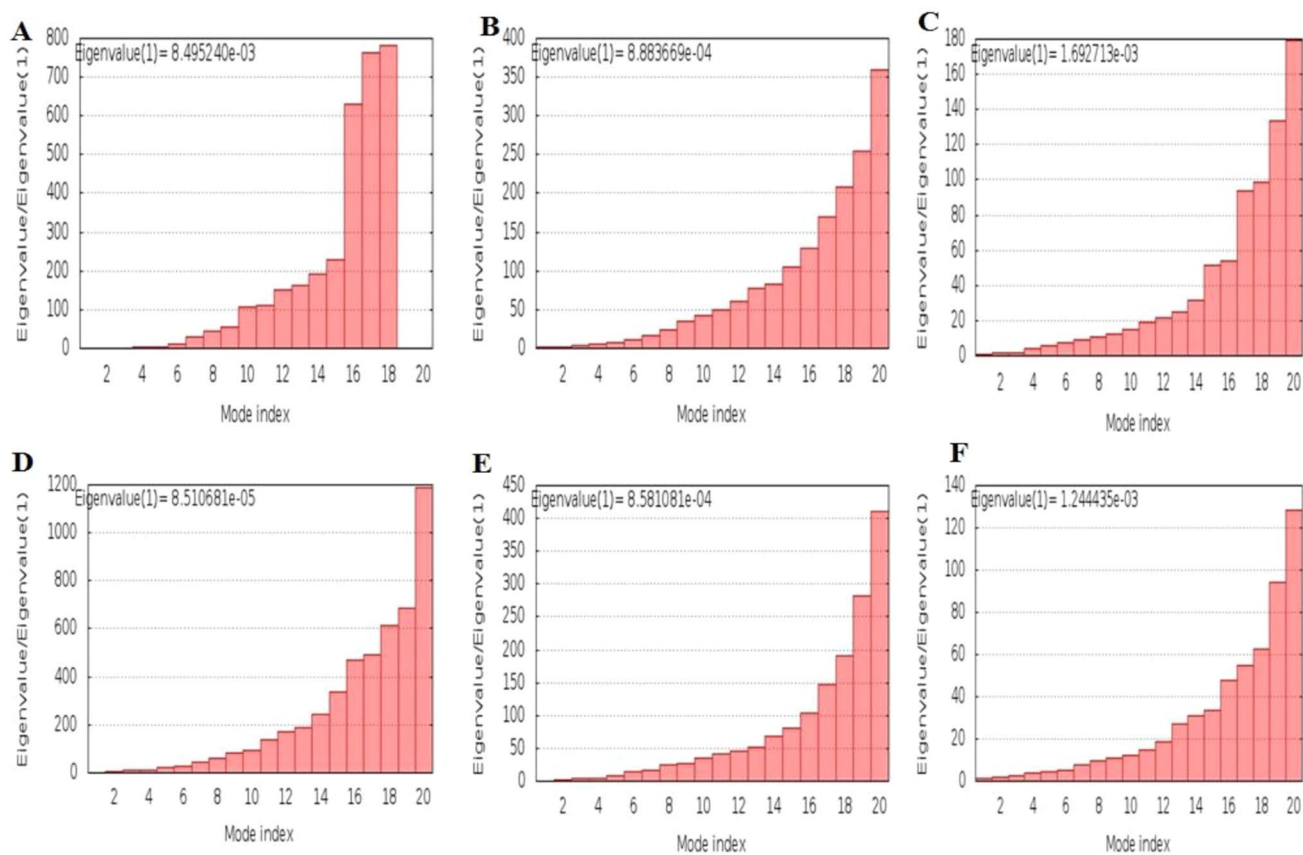 A
Eigenvalue/Eigenvalue(1)
Eigenvalue(1)= 8.495240e-03
800
700
600
500
400
300
200
100
0
2 4 6 8 10 12 14 16 18 20
Mode index
B
Eigenvalue/Eigenvalue(1)
Eigenvalue(1)= 8.883669e-04
400
350
300
250
200
150
100
50
0
2 4 6 8 10 12 14 16 18 20
Mode index
C
Eigenvalue/Eigenvalue(1)
Eigenvalue(1)= 1.692713e-03
180
160
140
120
100
80
60
40
20
0
2 4 6 8 10 12 14 16 18 20
Mode index
D
Eigenvalue/Eigenvalue(1)
Eigenvalue(1)= 8.510681e-05
1200
1000
800
600
400
200
0
2 4 6 8 10 12 14 16 18 20
Mode index
E
Eigenvalue/Eigenvalue(1)
Eigenvalue(1)= 8.581081e-04
450
400
350
300
250
200
150
100
50
0
2 4 6 8 10 12 14 16 18 20
Mode index
F
Eigenvalue/Eigenvalue(1)
Eigenvalue(1)= 1.244435e-03
140
120
100
80
60
40
20
0
2 4 6 8 10 12 14 16 18 20
Mode index